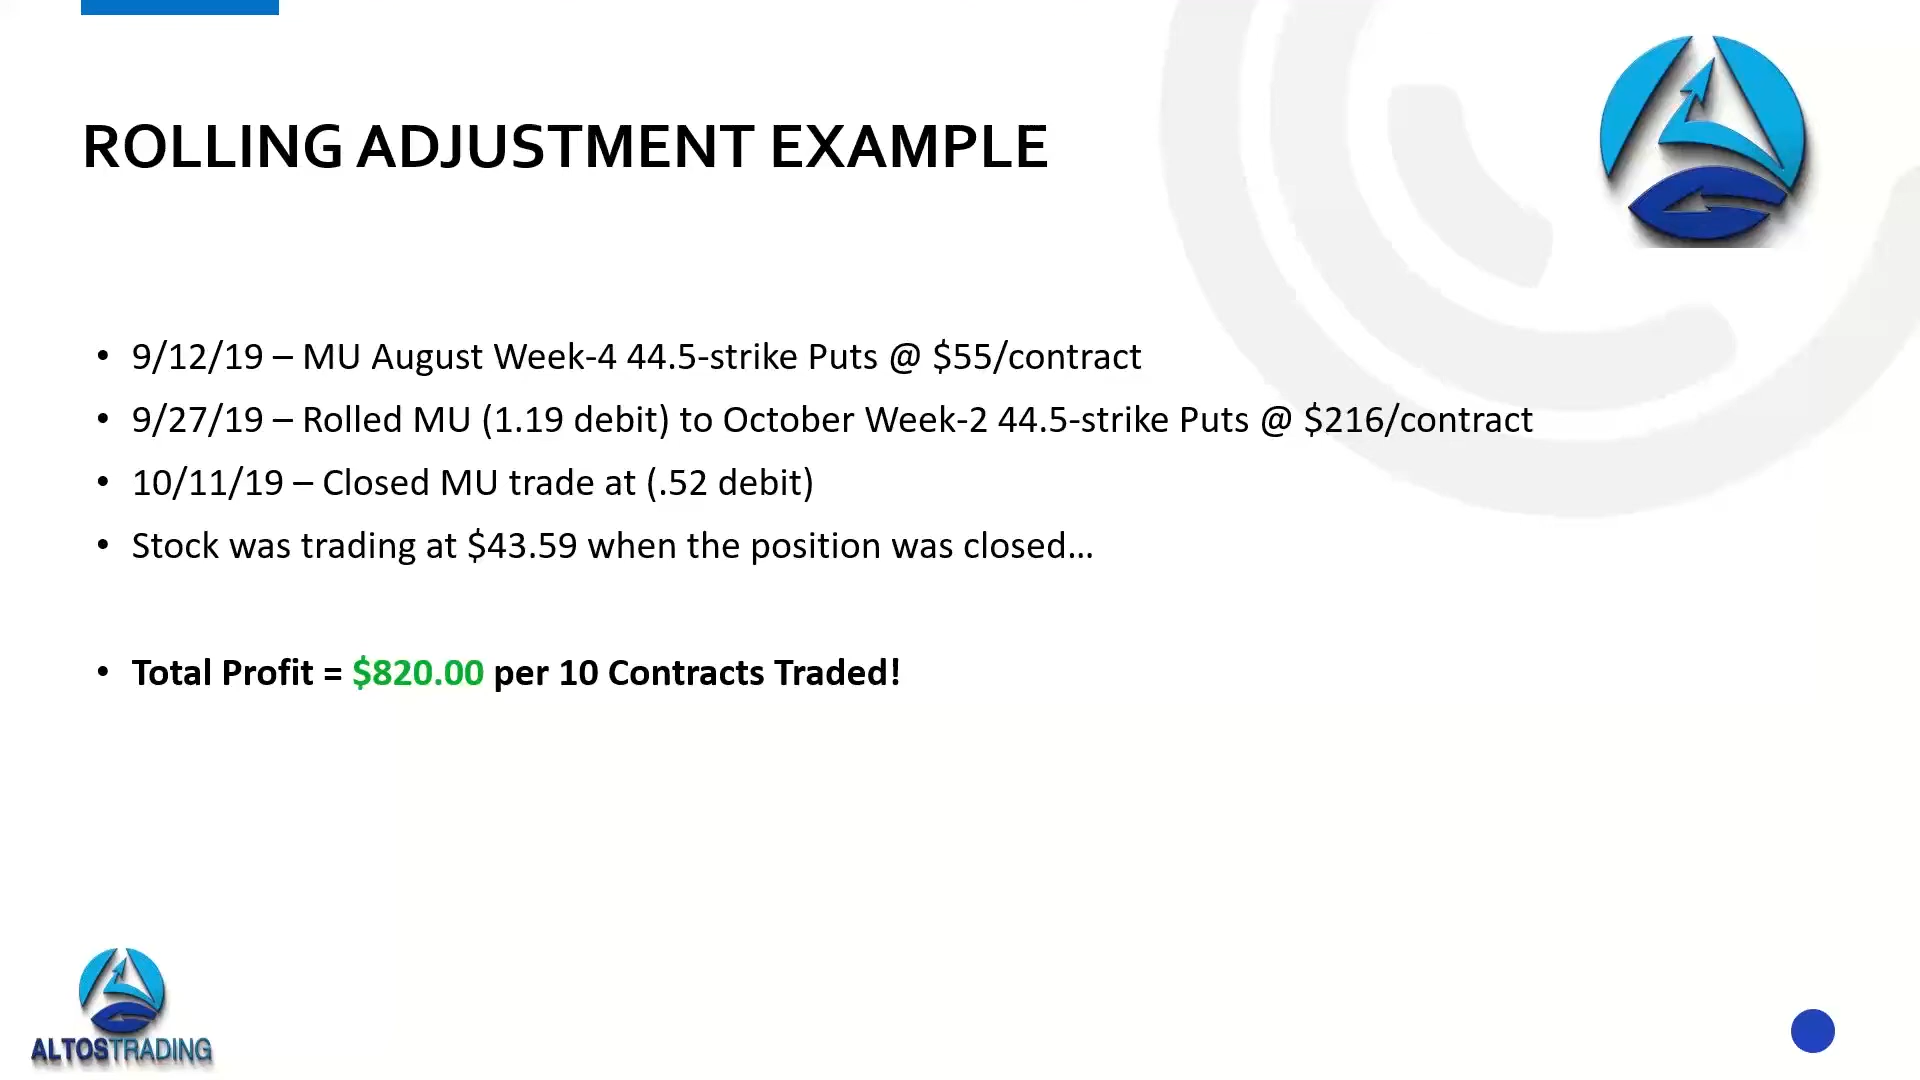 ROLLING ADJUSTMENT EXAMPLE
• 9/12/19 – MU August Week-4 44.5-strike Puts @ $55/contract
• 9/27/19 – Rolled MU (1.19 debit) to October Week-2 44.5-strike Puts @ $216/contract
• 10/11/19 – Closed MU trade at (.52 debit)
• Stock was trading at $43.59 when the position was closed…
• Total Profit = $820.00 per 10 Contracts Traded!
ALTOSTRADING